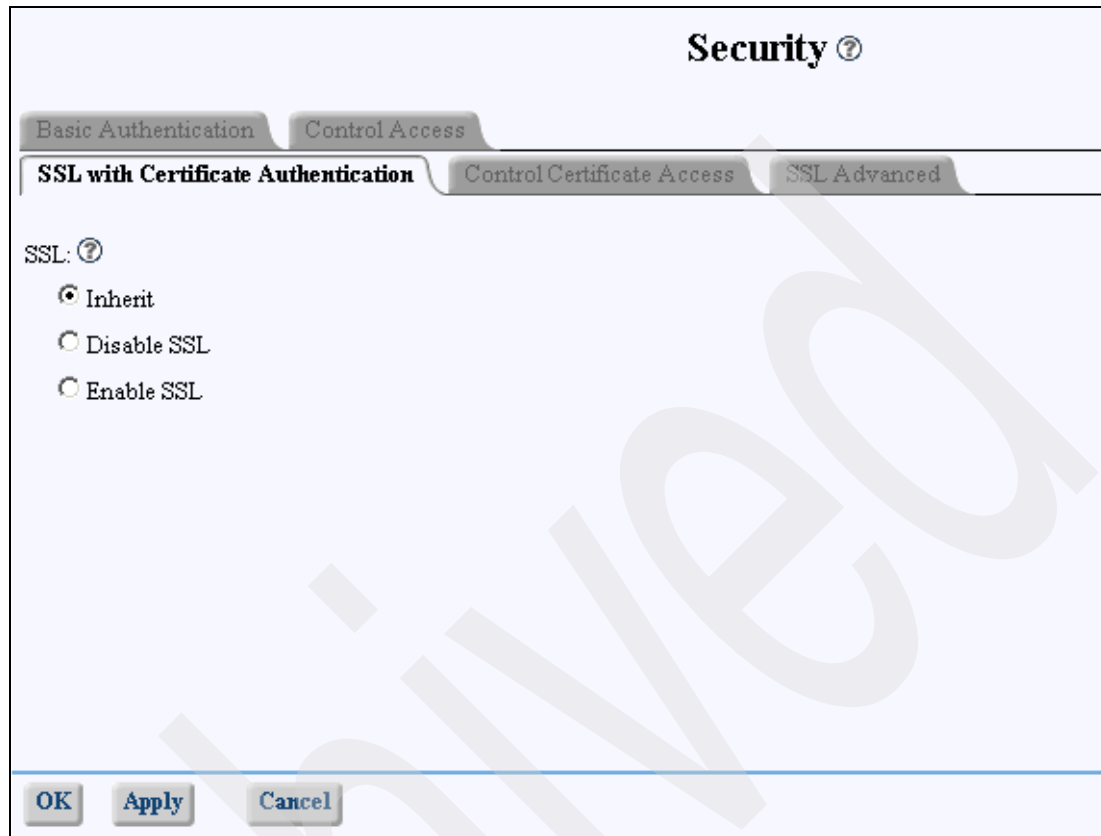 Security ?
Basic Authentication Control Access
SSL with Certificate Authentication Control Certificate Access SSL Advanced
SSL: ?
Inherit
Disable SSL
Enable SSL
OK Apply Cancel
hived